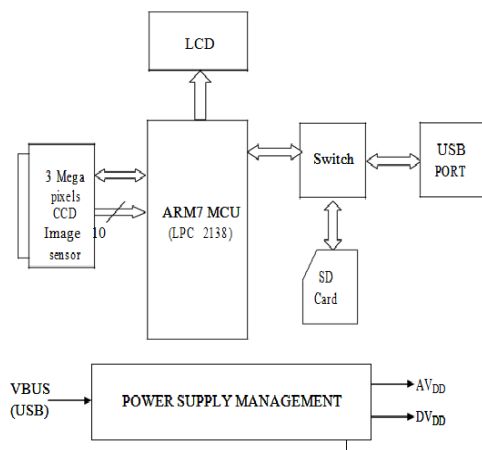 LCD
3 Mega
pixels
CCD
Image 10
sensor
ARM7 MCU
(LPC 2138)
Switch
USB
PORT
SD
Card
VBUS
(USB)
POWER SUPPLY MANAGEMENT
AVDD
DVDD